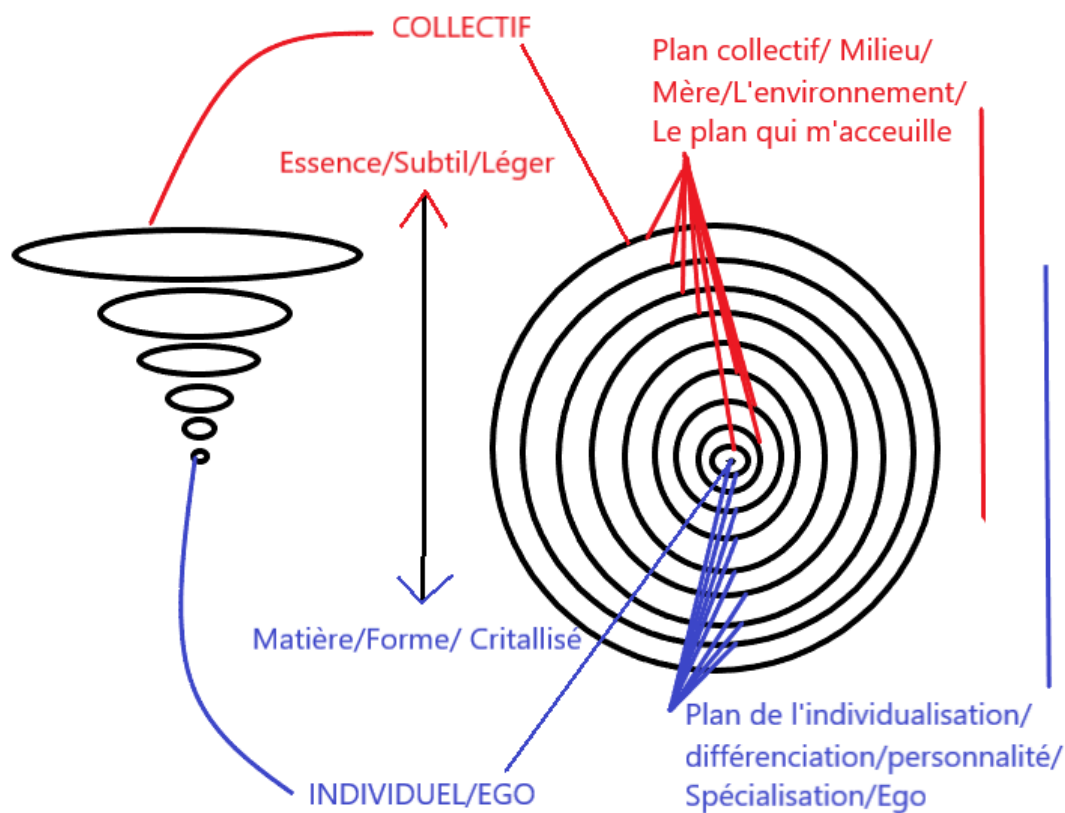 COLLECTIF
Plan collectif/ Milieu/
Mère/L'environnement/
Le plan qui m'acceuille
Essence/Subtil/Léger
Matière/Forme/ Critallisé
Plan de l'individualisation/
différenciation/personnalité/
Spécialisation/Ego
INDIVIDUEL/EGO